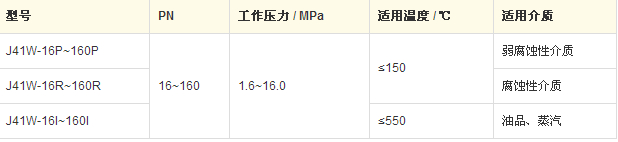 型号 PN 工作压力 / MPa 适用温度 / ℃ 适用介质
J41W-16P~160P 弱腐蚀性介质
≤150
J41W-16R~160R 16~160 1.6~16.0 腐蚀性介质
J41W-16I~160I ≤550 油品、蒸汽